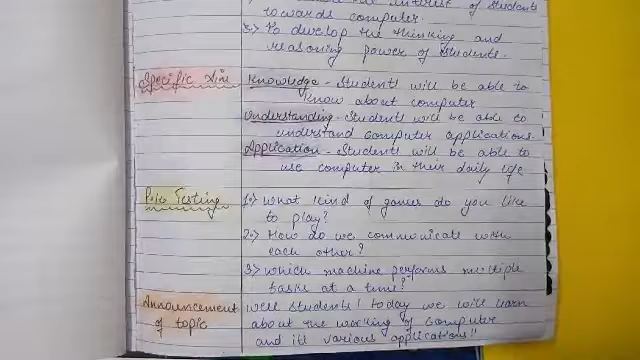 interest of students
towards computer.
3.) To develop the thinking and
reasoning power of students.
Specific Aim
Knowledge - Students will be able to
know about computer
Understanding - Students will be able to
understand computer applications.
Application - Students will be able to
use computer in their daily life
Pre Testing
1.) What kind of games do you like
to play?
2.) How do we communicate with
each other?
3> which machine performs multiple
tasks at a time?
Announcement
of topic
Well students! today we will learn
about the working of computer
and its various applications!!